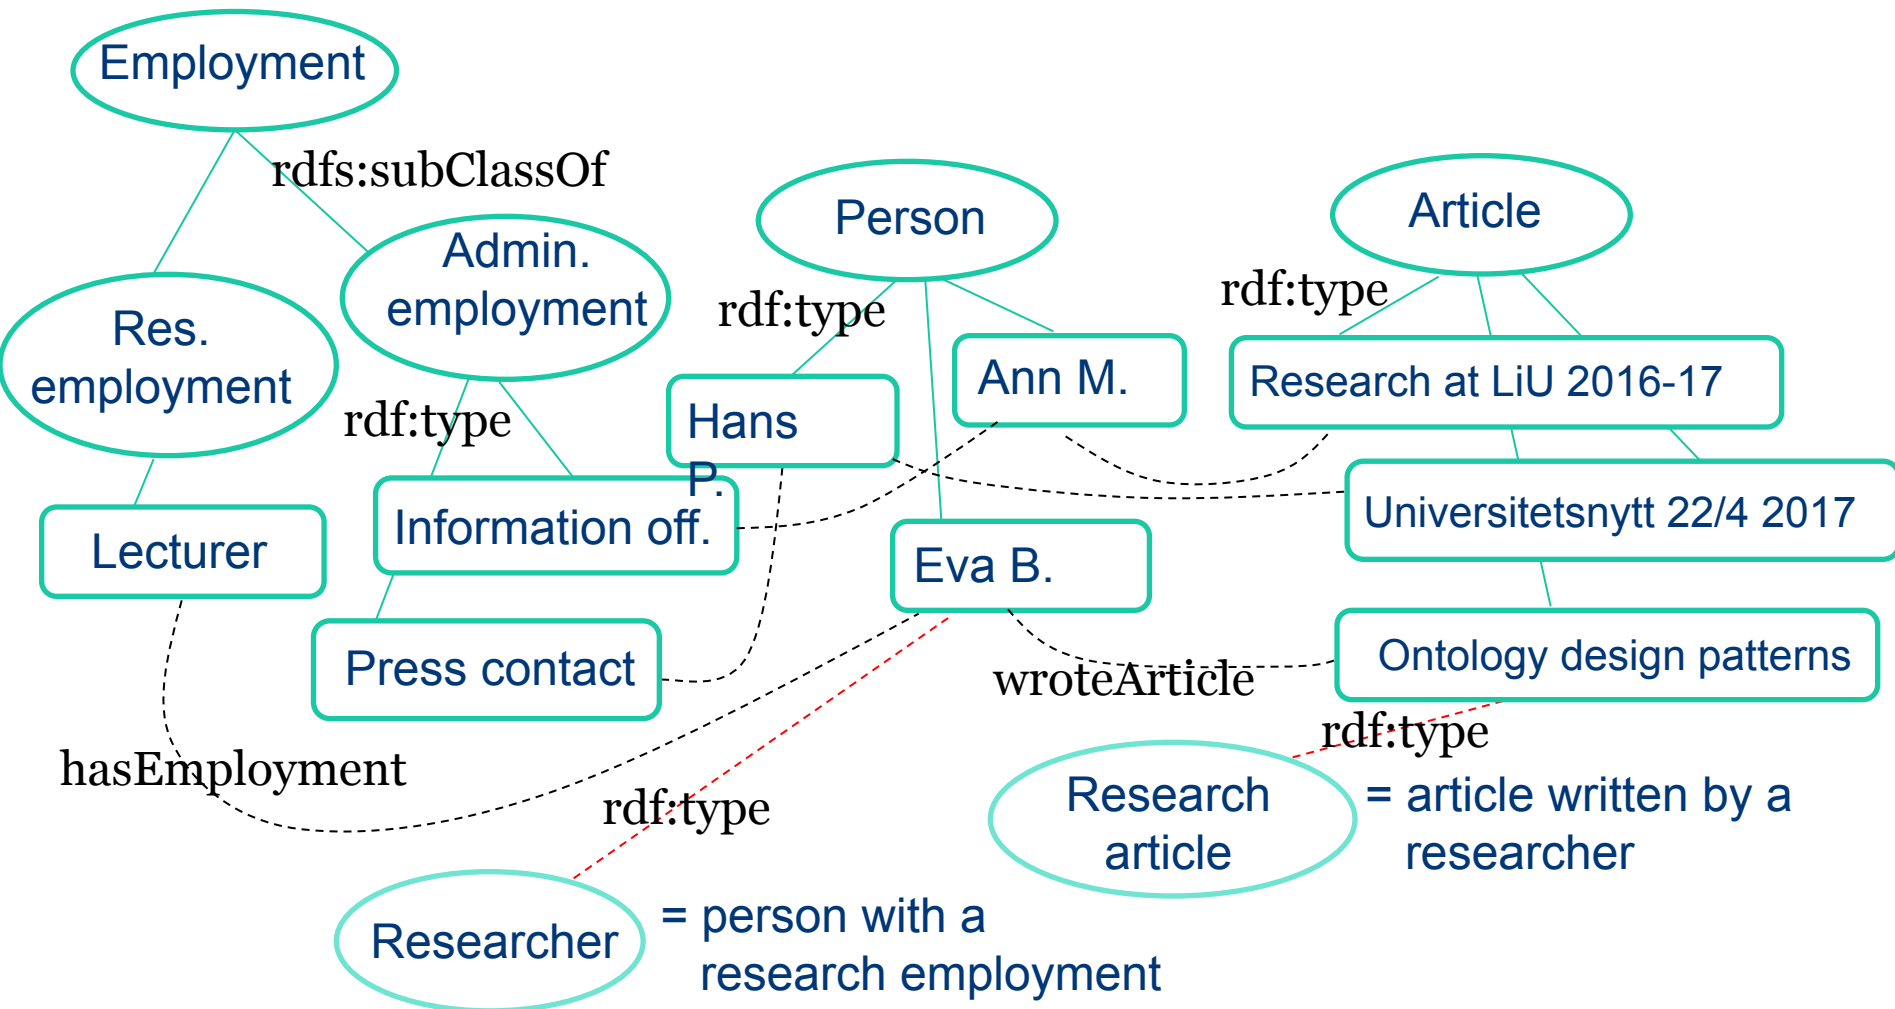 Employment
rdfs:subClassOf
Person
Article
Admin.
employment
rdf:type
rdf:type
Res.
employment
Ann M.
Research at LiU 2016-17
rdf:type
Hans
P.
Information off.
Universitetsnytt 22/4 2017
Lecturer
Eva B.
Press contact
Ontology design patterns
wroteArticle
rdf:type
hasEmployment
rdf:type
Research
article
= article written by a
researcher
Researcher
= person with a
research employment